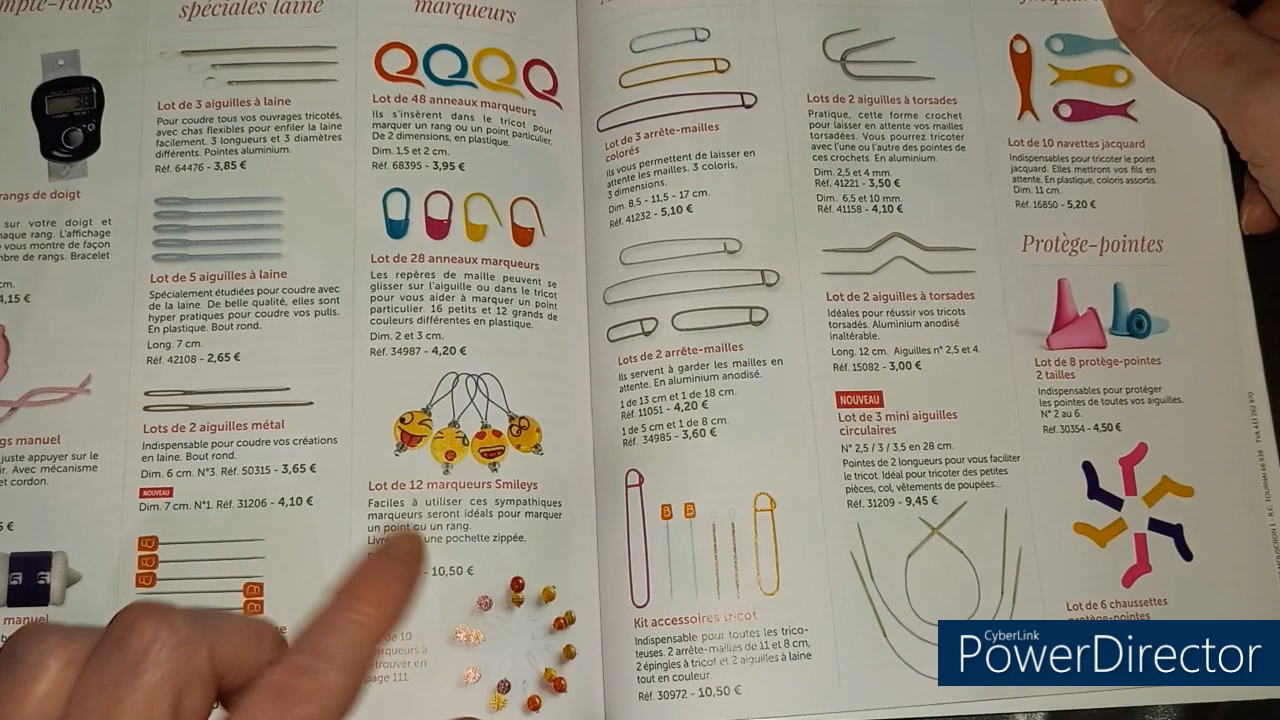 mpte-rangs
rangs de doigt
sur votre doigt et
haque rang. L'affichage
vous montre de façon
bre de rangs. Bracelet
cm.
4,15 €
gs manuel
juste appuyer sur le
ir. Avec mécanisme
et cordon.
5 €
manuel
spéciales laine
Lot de 3 aiguilles à laine
Pour coudre tous vos ouvrages tricotés,
avec chas flexibles pour enfiler la laine
facilement. 3 longueurs et 3 diamètres
différents. Pointes aluminium.
Réf. 64476 - 3,85 €
Lot de 5 aiguilles à laine
Spécialement étudiées pour coudre avec
de la laine. De belle qualité, elles sont
hyper pratiques pour coudre vos pulls.
En plastique. Bout rond.
Long. 7 cm.
Réf. 42108 - 2,65 €
Lots de 2 aiguilles métal
Indispensable pour coudre vos créations
en laine. Bout rond.
Dim. 6 cm. N°3. Réf. 50315 - 3,65 €
NOUVEAU
Dim. 7 cm. N°1. Réf. 31206 - 4,10 €
marqueurs
Lot de 48 anneaux marqueurs
Ils s'insèrent dans le tricot pour
marquer un rang ou un point particulier.
De 2 dimensions, en plastique.
Dim. 1,5 et 2 cm.
Réf. 68395 - 3,95 €
Lot de 28 anneaux marqueurs
Les repères de maille peuvent se
glisser sur l'aiguille ou dans le tricot
pour vous aider à marquer un point
particulier. 16 petits et 12 grands de
couleurs différentes en plastique.
Dim. 2 et 3 cm.
Réf. 34987 - 4,20 €
Lot de 12 marqueurs Smileys
Faciles à utiliser ces sympathiques
marqueurs seront idéals pour marquer
un point ou un rang.
une pochette zippée.
- 10,50 €
de 10
arqueurs à
trouver en
page 111
Lot de 3 arrête-mailles
colorés
Ils vous permettent de laisser en
attente les mailles. 3 coloris,
3 dimensions.
Dim. 8,5 - 11,5 - 17 cm.
Réf. 41232 - 5,10 €
Lots de 2 arrête-mailles
Ils servent à garder les mailles en
attente. En aluminium anodisé.
1 de 13 cm et 1 de 18 cm.
Réf. 11051 - 4,20 €
1 de 5 cm et 1 de 8 cm.
Réf. 34985 - 3,60 €
Kit accessoires tricot
Indispensable pour toutes les trico-
teuses. 2 arrête-mailles de 11 et 8 cm,
2 épingles à tricot et 2 aiguilles à laine
tout en couleur.
Réf. 30972 - 10,50 €
Lots de 2 aiguilles à torsades
Pratique, cette forme crochet
pour laisser en attente vos mailles
torsadées. Vous pourrez tricoter
avec l'une ou l'autre des pointes de
ces crochets. En aluminium.
Dim. 2,5 et 4 mm.
Réf. 41221 - 3,50 €
Dim. 6,5 et 10 mm.
Réf. 41158 - 4,10 €
Lot de 2 aiguilles à torsades
Idéales pour réussir vos tricots
torsadés. Aluminium anodisé
inaltérable.
Long. 12 cm. Aiguilles n° 2,5 et 4.
Réf. 15082 - 3,00 €
NOUVEAU
Lot de 3 mini aiguilles
circulaires
N° 2,5 / 3 / 3,5 en 28 cm.
Pointes de 2 longueurs pour vous faciliter
le tricot. Idéal pour tricoter des petites
pièces, col, vêtements de poupées...
Réf. 31209 - 9,45 €
Lot de 10 navettes jacquard
Indispensables pour tricoter le point
jacquard. Elles mettront vos fils en
attente. En plastique, coloris assortis.
Dim. 11 cm.
Réf. 16850 - 5,20 €
Protège-pointes
Lot de 8 protège-pointes
2 tailles
Indispensables pour protéger
les pointes de toutes vos aiguilles.
N° 2 au 6.
Réf. 30354 - 4,50 €
Lot de 6 chaussettes
protège-pointes
CyberLink
PowerDirector